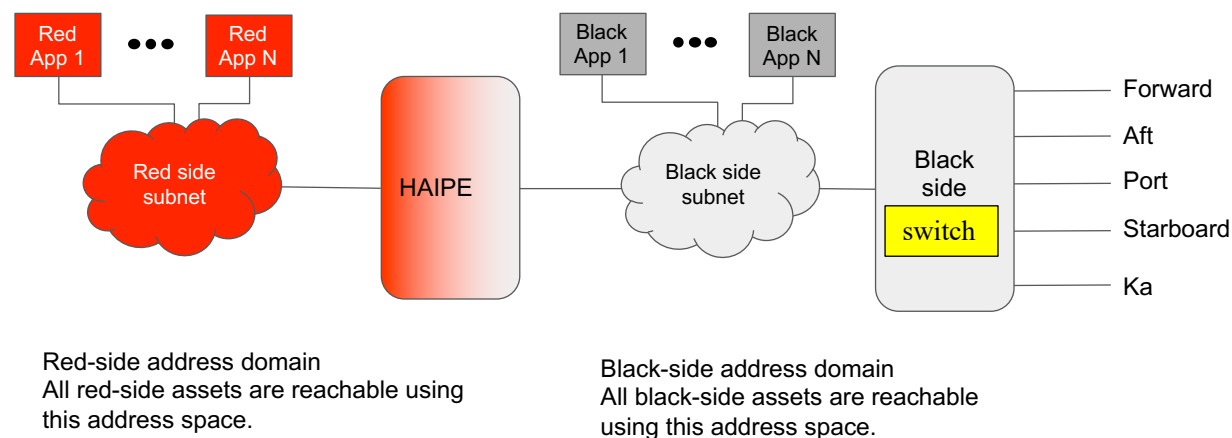 Red
App 1
Red
App N
Black
App 1
Black
App N
Red side
subnet
HAIPE
Black side
subnet
Black
side
switch
Forward
Aft
Port
Starboard
Ka
Red-side address domain
All red-side assets are reachable using
this address space.
Black-side address domain
All black-side assets are reachable
using this address space.